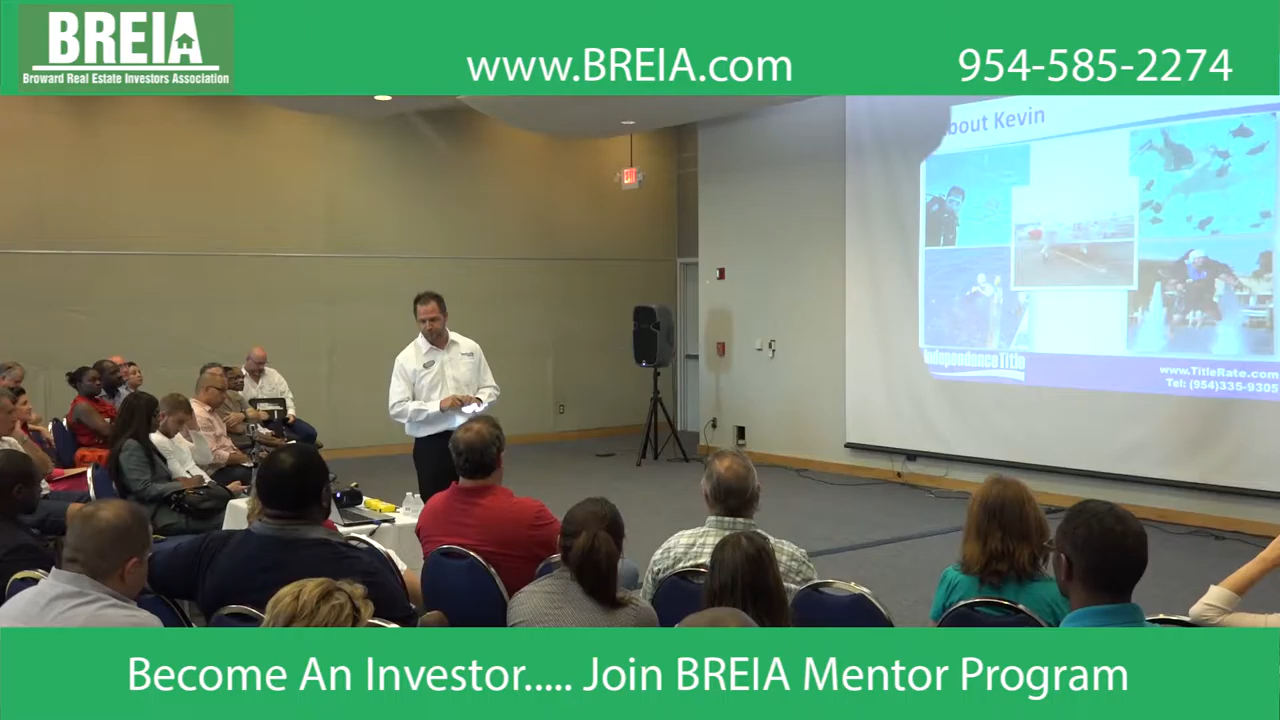 BREIA
Broward Real Estate Investors Association
www.BREIA.com
954-585-2274
bout Kevin
IndependenceTitle
www.TitleRate.com
Tel: (954)335-9305
Become An Investor..... Join BREIA Mentor Program